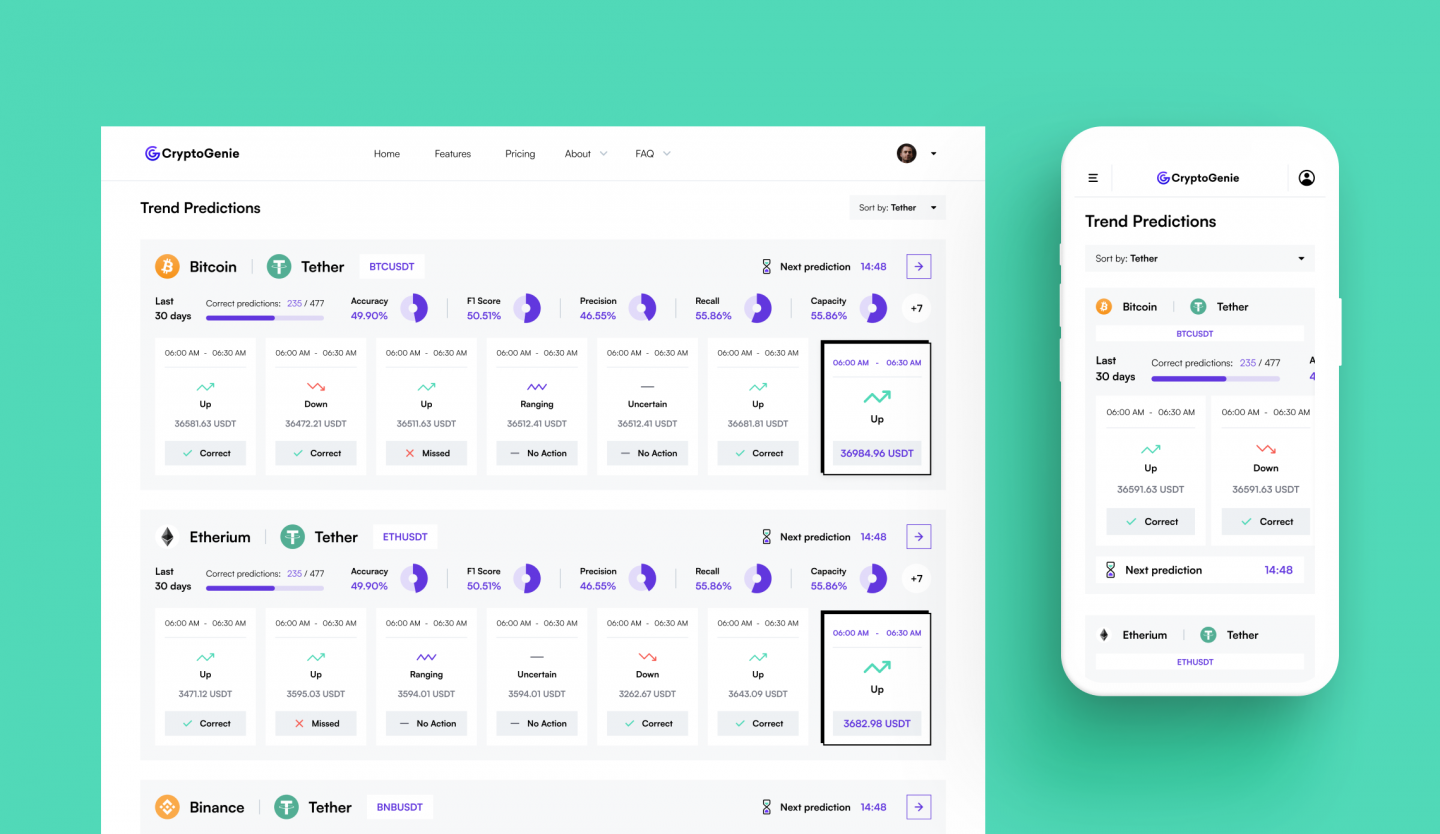 CryptoGenie Home Features Pricing About FAQ
Trend Predictions Sort by: Tether
Bitcoin Tether BTCUSDT Next prediction 14:48
Last 30 days Correct predictions: 235 / 477 Accuracy 49.90% F1 Score 50.51% Precision 46.55% Recall 55.86% Capacity 55.86% +7
06:00 AM - 06:30 AM 06:00 AM - 06:30 AM 06:00 AM - 06:30 AM 06:00 AM - 06:30 AM 06:00 AM - 06:30 AM 06:00 AM - 06:30 AM 06:00 AM - 06:30 AM
Up Down Up Ranging Uncertain Up Up
36581.63 USDT 36472.21 USDT 36511.63 USDT 36512.41 USDT 36512.41 USDT 36681.81 USDT
Correct Correct Missed No Action No Action Correct 36984.96 USDT
Etherium Tether ETHUSDT Next prediction 14:48
Last 30 days Correct predictions: 235 / 477 Accuracy 49.90% F1 Score 50.51% Precision 46.55% Recall 55.86% Capacity 55.86% +7
06:00 AM - 06:30 AM 06:00 AM - 06:30 AM 06:00 AM - 06:30 AM 06:00 AM - 06:30 AM 06:00 AM - 06:30 AM 06:00 AM - 06:30 AM 06:00 AM - 06:30 AM
Up Up Ranging Uncertain Down Up Up
3471.12 USDT 3595.03 USDT 3594.01 USDT 3594.01 USDT 3262.67 USDT 3643.09 USDT
Correct Missed No Action No Action Correct Correct 3682.98 USDT
Binance Tether BNBUSDT Next prediction 14:48
CryptoGenie
Trend Predictions
Sort by: Tether
Bitcoin Tether
BTCUSDT
Last 30 days Correct predictions: 235 / 477 A 4
06:00 AM - 06:30 AM 06:00 AM - 06:30 AM
Up Down
36591.63 USDT 36591.63 USDT
Correct Correct
Next prediction 14:48
Etherium Tether
ETHUSDT